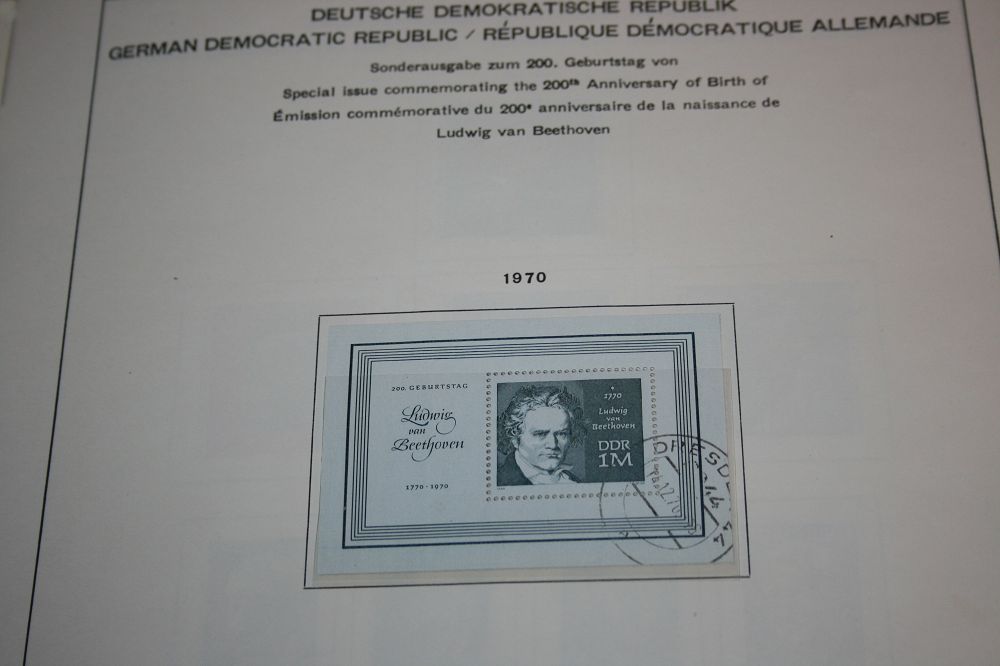 DEUTSCHE DEMOKRATISCHE REPUBLIK
GERMAN DEMOCRATIC REPUBLIC / RÉPUBLIQUE DÉMOCRATIQUE ALLEMANDE
Sonderausgabe zum 200. Geburtstag von
Special issue commemorating the 200th Anniversary of Birth of
Émission commémorative du 200e anniversaire de la naissance de
Ludwig van Beethoven
1970
200. GEBURTSTAG
Ludwig
van
Beethoven
1770 · 1970
* 1770
Ludwig
van
Beethoven
DDR
1M
DRESDE